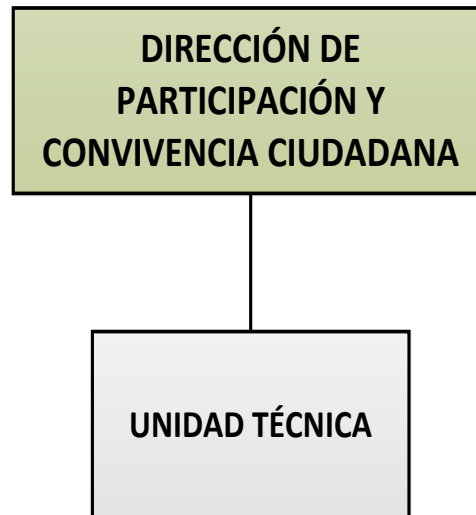 DIRECCIÓN DE
PARTICIPACIÓN Y
CONVIVENCIA CIUDADANA
UNIDAD TÉCNICA